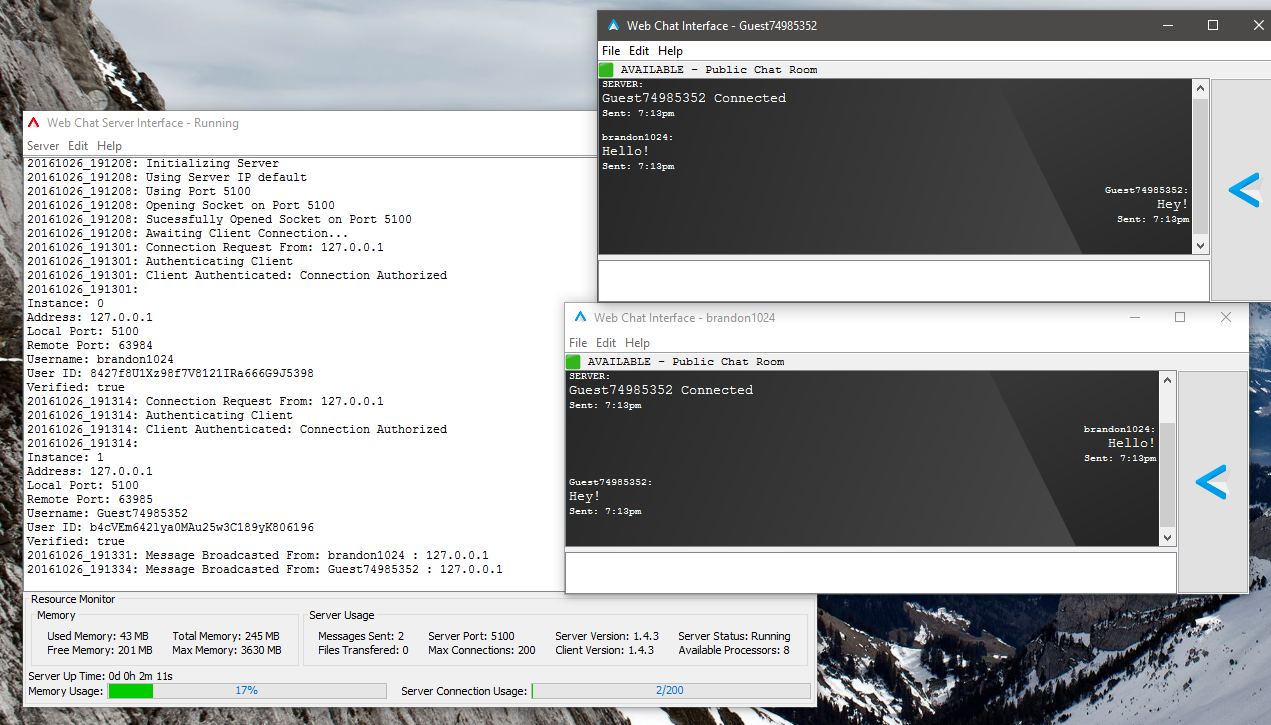 Web Chat Server Interface - Running
Server Edit Help
20161026_191208: Initializing Server
20161026_191208: Using Server IP default
20161026_191208: Using Port 5100
20161026_191208: Opening Socket on Port 5100
20161026_191208: Sucessfully Opened Socket on Port 5100
20161026_191208: Awaiting Client Connection...
20161026_191301: Connection Request From: 127.0.0.1
20161026_191301: Authenticating Client
20161026_191301: Client Authenticated: Connection Authorized
20161026_191301:
Instance: 0
Address: 127.0.0.1
Local Port: 5100
Remote Port: 63984
Username: brandon1024
User ID: 8427f8U1Xz98f7V8121IRa666G9J5398
Verified: true
20161026_191314: Connection Request From: 127.0.0.1
20161026_191314: Authenticating Client
20161026_191314: Client Authenticated: Connection Authorized
20161026_191314:
Instance: 1
Address: 127.0.0.1
Local Port: 5100
Remote Port: 63985
Username: Guest74985352
User ID: b4cVEm642lya0MAu25w3C189yK806196
Verified: true
20161026_191331: Message Broadcasted From: brandon1024 : 127.0.0.1
20161026_191334: Message Broadcasted From: Guest74985352 : 127.0.0.1
Resource Monitor
Memory
Used Memory: 43 MB Total Memory: 245 MB
Free Memory: 201 MB Max Memory: 3630 MB
Server Usage
Messages Sent: 2 Server Port: 5100 Server Version: 1.4.3 Server Status: Running
Files Transfered: 0 Max Connections: 200 Client Version: 1.4.3 Available Processors: 8
Server Up Time: 0d 0h 2m 11s
Memory Usage: 17% Server Connection Usage: 2/200
Web Chat Interface - Guest74985352
File Edit Help
AVAILABLE - Public Chat Room
SERVER:
Guest74985352 Connected
Sent: 7:13pm
brandon1024:
Hello!
Sent: 7:13pm
Guest74985352:
Hey!
Sent: 7:13pm
Web Chat Interface - brandon1024
File Edit Help
AVAILABLE - Public Chat Room
SERVER:
Guest74985352 Connected
Sent: 7:13pm
brandon1024:
Hello!
Sent: 7:13pm
Guest74985352:
Hey!
Sent: 7:13pm